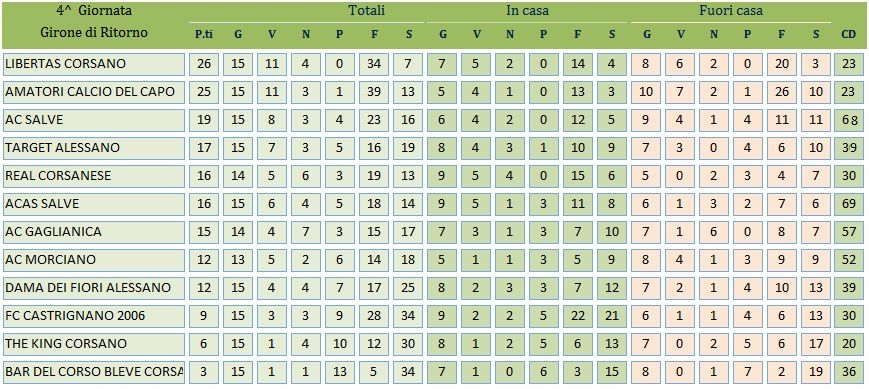 4^ Giornata Totali In casa Fuori casa
Girone di Ritorno P.ti G V N P F S G V N P F S G V N P F S CD
LIBERTAS CORSANO 26 15 11 4 0 34 7 7 5 2 0 14 4 8 6 2 0 20 3 23
AMATORI CALCIO DEL CAPO 25 15 11 3 1 39 13 5 4 1 0 13 3 10 7 2 1 26 10 23
AC SALVE 19 15 8 3 4 23 16 6 4 2 0 12 5 9 4 1 4 11 11 68
TARGET ALESSANO 17 15 7 3 5 16 19 8 4 3 1 10 9 7 3 0 4 6 10 39
REAL CORSANESE 16 14 5 6 3 19 13 9 5 4 0 15 6 5 0 2 3 4 7 30
ACAS SALVE 16 15 6 4 5 18 14 9 5 1 3 11 8 6 1 3 2 7 6 69
AC GAGLIANICA 15 14 4 7 3 15 17 7 3 1 3 7 10 7 1 6 0 8 7 57
AC MORCIANO 12 13 5 2 6 14 18 5 1 1 3 5 9 8 4 1 3 9 9 52
DAMA DEI FIORI ALESSANO 12 15 4 4 7 17 25 8 2 3 3 7 12 7 2 1 4 10 13 39
FC CASTRIGNANO 2006 9 15 3 3 9 28 34 9 2 2 5 22 21 6 1 1 4 6 13 30
THE KING CORSANO 6 15 1 4 10 12 30 8 1 2 5 6 13 7 0 2 5 6 17 20
BAR DEL CORSO BLEVE CORSA 3 15 1 1 13 5 34 7 1 0 6 3 15 8 0 1 7 2 19 36